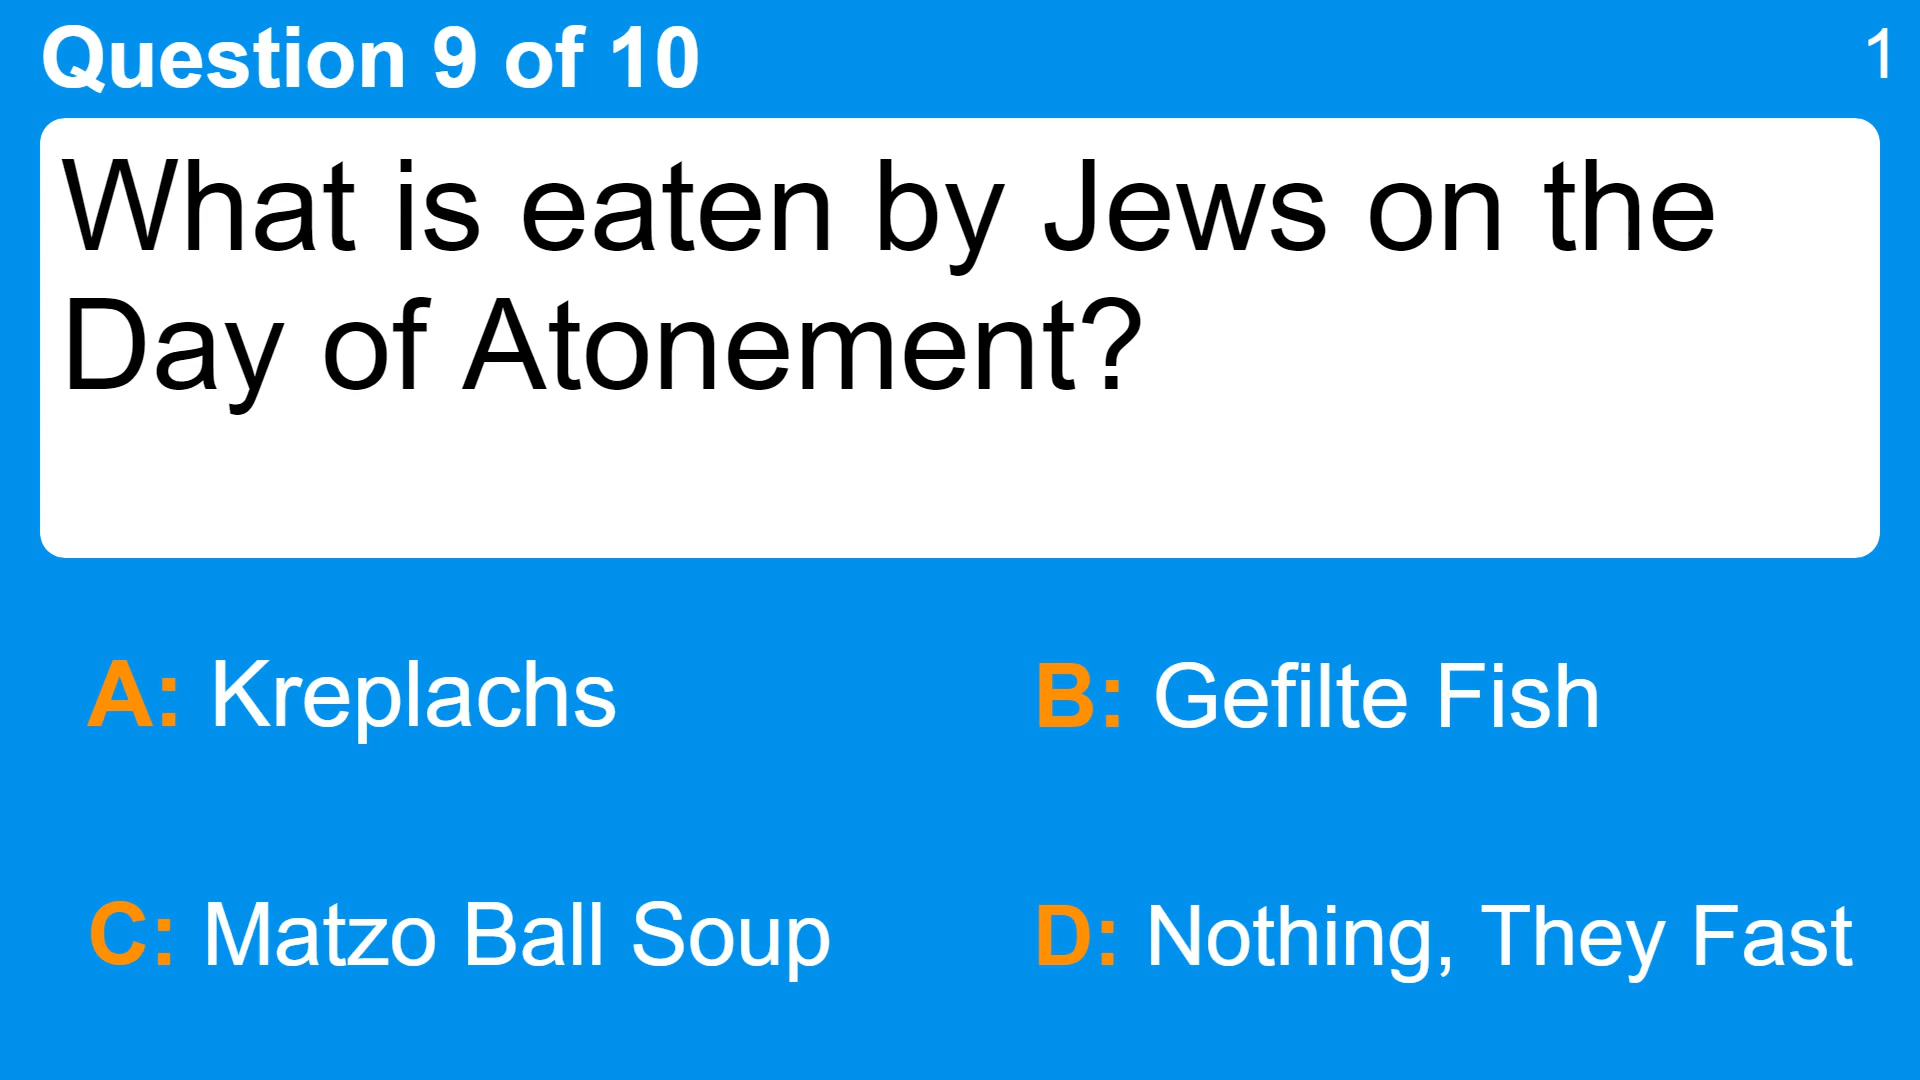 Question 9 of 10
1
What is eaten by Jews on the
Day of Atonement?
A: Kreplachs
B: Gefilte Fish
C: Matzo Ball Soup
D: Nothing, They Fast